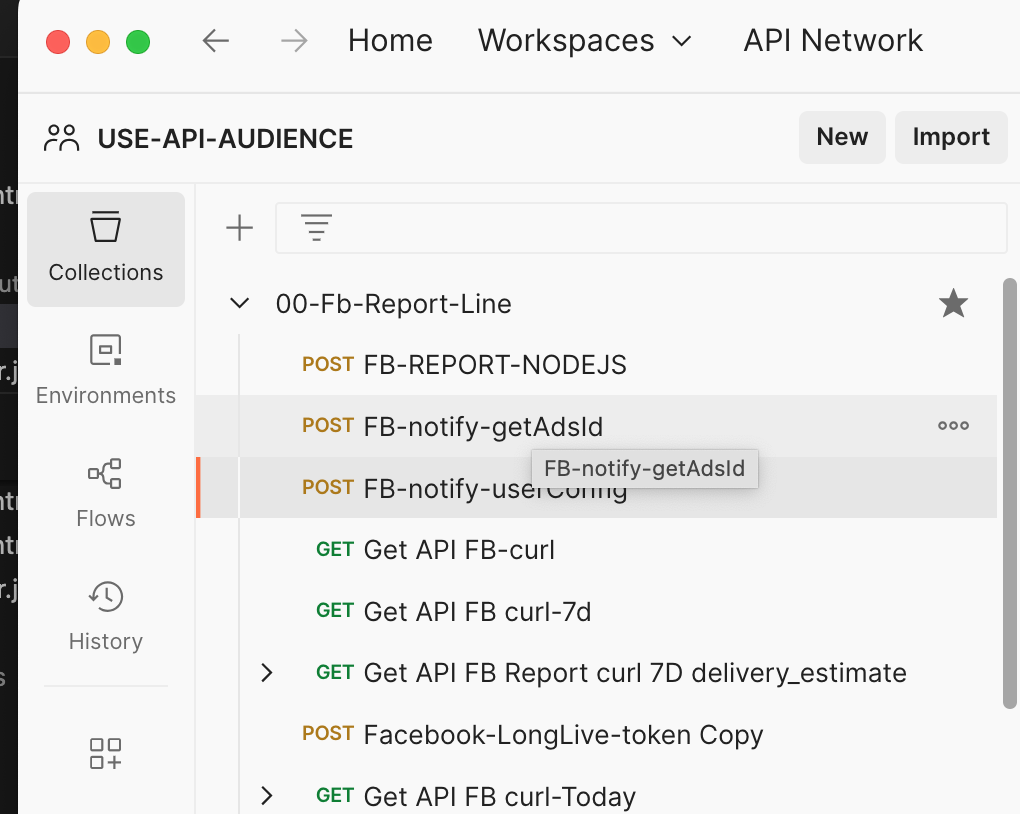 Home Workspaces API Network
USE-API-AUDIENCE New Import
Collections
Environments
Flows
History
00-Fb-Report-Line
POST FB-REPORT-NODEJS
POST FB-notify-getAdsId
FB-notify-getAdsId
POST FB-notify-userConfig
GET Get API FB-curl
GET Get API FB curl-7d
GET Get API FB Report curl 7D delivery_estimate
POST Facebook-LongLive-token Copy
GET Get API FB curl-Today